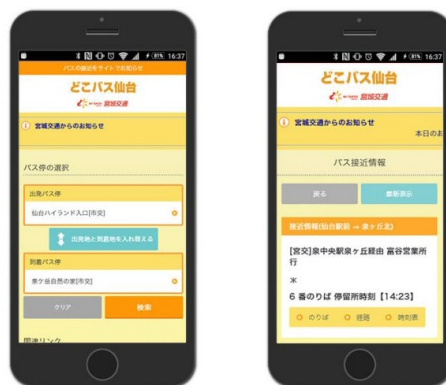 81% 16:37
バスの接近をサイトでお知らせ
どこバス仙台
宮城交通
宮城交通からのお知らせ
バス停の選択
出発バス停
仙台ハイランド入口[市交]
出発地と到着地を入れ替える
到着バス停
泉ケ岳自然の家[市交]
クリア
検索
関連リンク
81% 16:37
どこバス仙台
宮城交通
宮城交通からのお知らせ
本日のお
バス接近情報
戻る
最新表示
接近情報(仙台駅前 → 泉ヶ丘北)
[宮交]泉中央駅泉ヶ丘経由 富谷営業所
行
6 番のりば 停留所時刻【14:23】
のりば
経路
時刻表